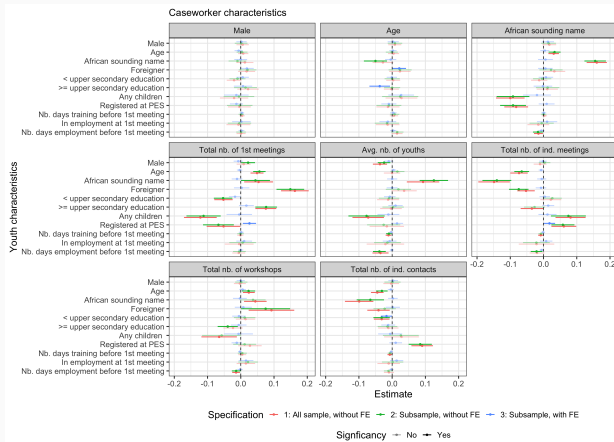 Caseworker characteristics
Male
Age
African sounding name
Male
Age
African sounding name
Foreigner
< upper secondary education
>= upper secondary education
Any children
Registered at PES
Nb. days training before 1st meeting
In employment at 1st meeting
Nb. days employment before 1st meeting
Total nb. of 1st meetings
Avg. nb. of youths
Total nb. of ind. meetings
Male
Age
African sounding name
Foreigner
< upper secondary education
>= upper secondary education
Any children
Registered at PES
Nb. days training before 1st meeting
In employment at 1st meeting
Nb. days employment before 1st meeting
Youth characteristics
-0.2 -0.1 0.0 0.1 0.2
Total nb. of workshops
Total nb. of ind. contacts
Male
Age
African sounding name
Foreigner
< upper secondary education
>= upper secondary education
Any children
Registered at PES
Nb. days training before 1st meeting
In employment at 1st meeting
Nb. days employment before 1st meeting
-0.2 -0.1 0.0 0.1 0.2 -0.2 -0.1 0.0 0.1 0.2
Estimate
Specification 1: All sample, without FE 2: Subsample, without FE 3: Subsample, with FE
Signficancy No Yes